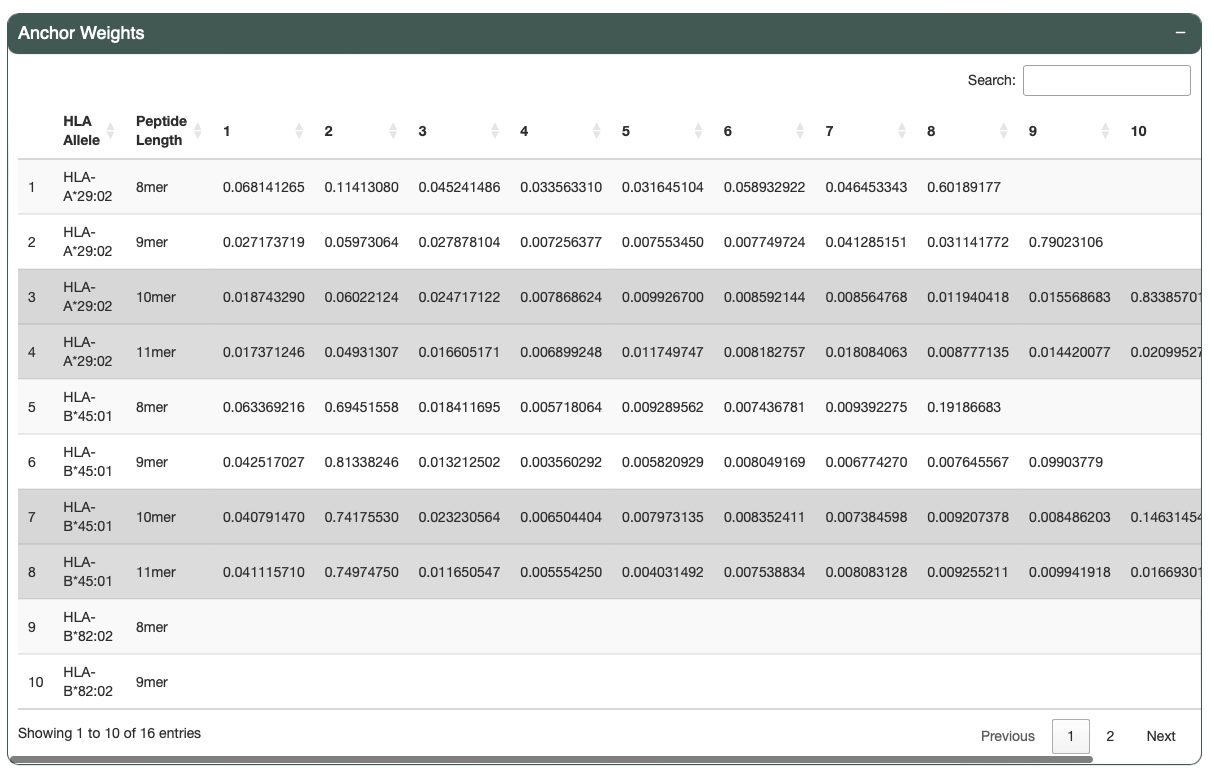 Anchor Weights
Search:
HLA Allele Peptide Length 1 2 3 4 5 6 7 8 9 10
1 HLA-A*29:02 8mer 0.068141265 0.11413080 0.045241486 0.033563310 0.031645104 0.058932922 0.046453343 0.60189177
2 HLA-A*29:02 9mer 0.027173719 0.05973064 0.027878104 0.007256377 0.007553450 0.007749724 0.041285151 0.031141772 0.79023106
3 HLA-A*29:02 10mer 0.018743290 0.06022124 0.024717122 0.007868624 0.009926700 0.008592144 0.008564768 0.011940418 0.015568683 0.83385701
4 HLA-A*29:02 11mer 0.017371246 0.04931307 0.016605171 0.006899248 0.011749747 0.008182757 0.018084063 0.008777135 0.014420077 0.02099527
5 HLA-B*45:01 8mer 0.063369216 0.69451558 0.018411695 0.005718064 0.009289562 0.007436781 0.009392275 0.19186683
6 HLA-B*45:01 9mer 0.042517027 0.81338246 0.013212502 0.003560292 0.005820929 0.008049169 0.006774270 0.007645567 0.09903779
7 HLA-B*45:01 10mer 0.040791470 0.74175530 0.023230564 0.006504404 0.007973135 0.008352411 0.007384598 0.009207378 0.008486203 0.14631454
8 HLA-B*45:01 11mer 0.041115710 0.74974750 0.011650547 0.005554250 0.004031492 0.007538834 0.008083128 0.009255211 0.009941918 0.01669301
9 HLA-B*82:02 8mer
10 HLA-B*82:02 9mer
Showing 1 to 10 of 16 entries
Previous 1 2 Next